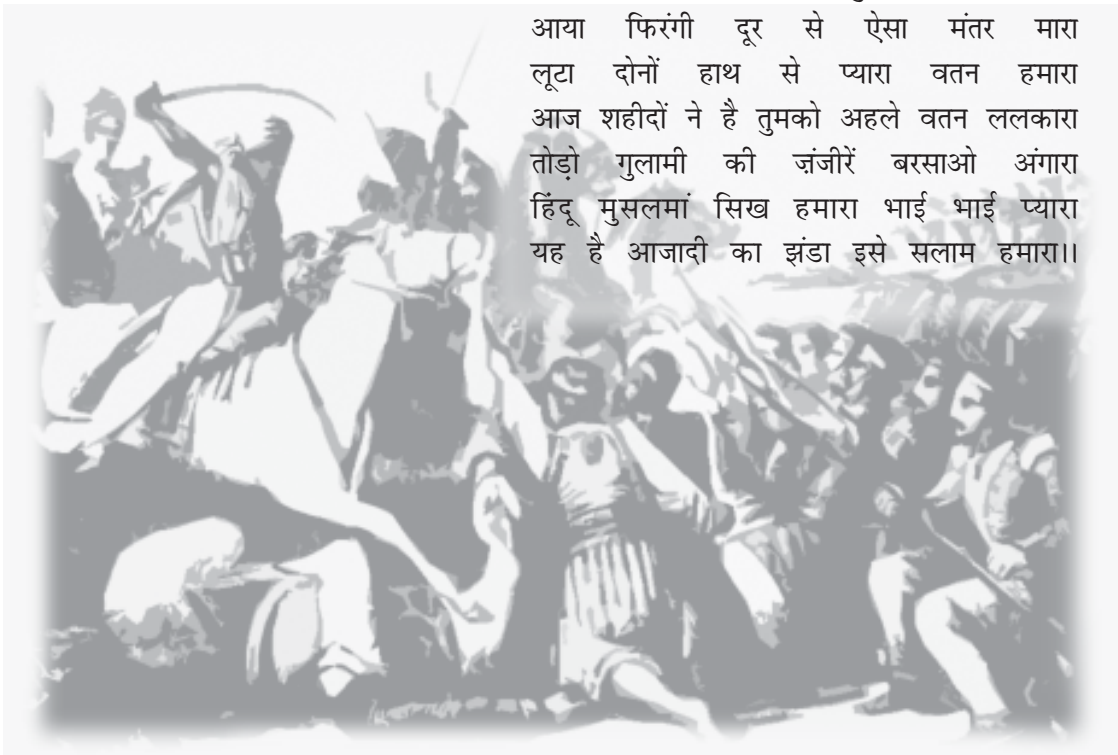 आया फिरंगी दूर से ऐसा मंतर मारा
लूटा दोनों हाथ से प्यारा वतन हमारा
आज शहीदों ने है तुमको अहले वतन ललकारा
तोड़ो गुलामी की ज़ंजीरें बरसाओ अंगारा
हिंदू मुसलमां सिख हमारा भाई भाई प्यारा
यह है आजादी का झंडा इसे सलाम हमारा।।